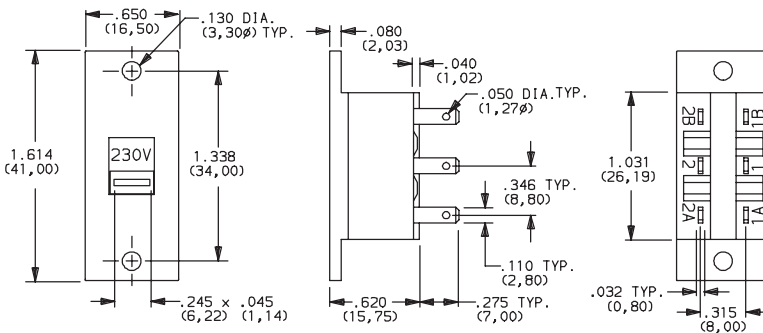 .650
(16,50)
.130 DIA.
(3,30ø) TYP.
1.614
(41,00)
230V
1.338
(34,00)
.245 x .045
(6,22) (1,14)
.080
(2,03)
.040
(1,02)
.050 DIA.TYP.
(1,27ø)
.346 TYP.
(8,80)
.110 TYP.
(2,80)
.620
(15,75)
.275 TYP.
(7,00)
1.031
(26,19)
2B
1B
2
1
2A
1A
.032 TYP.
(0,80)
.315
(8,00)